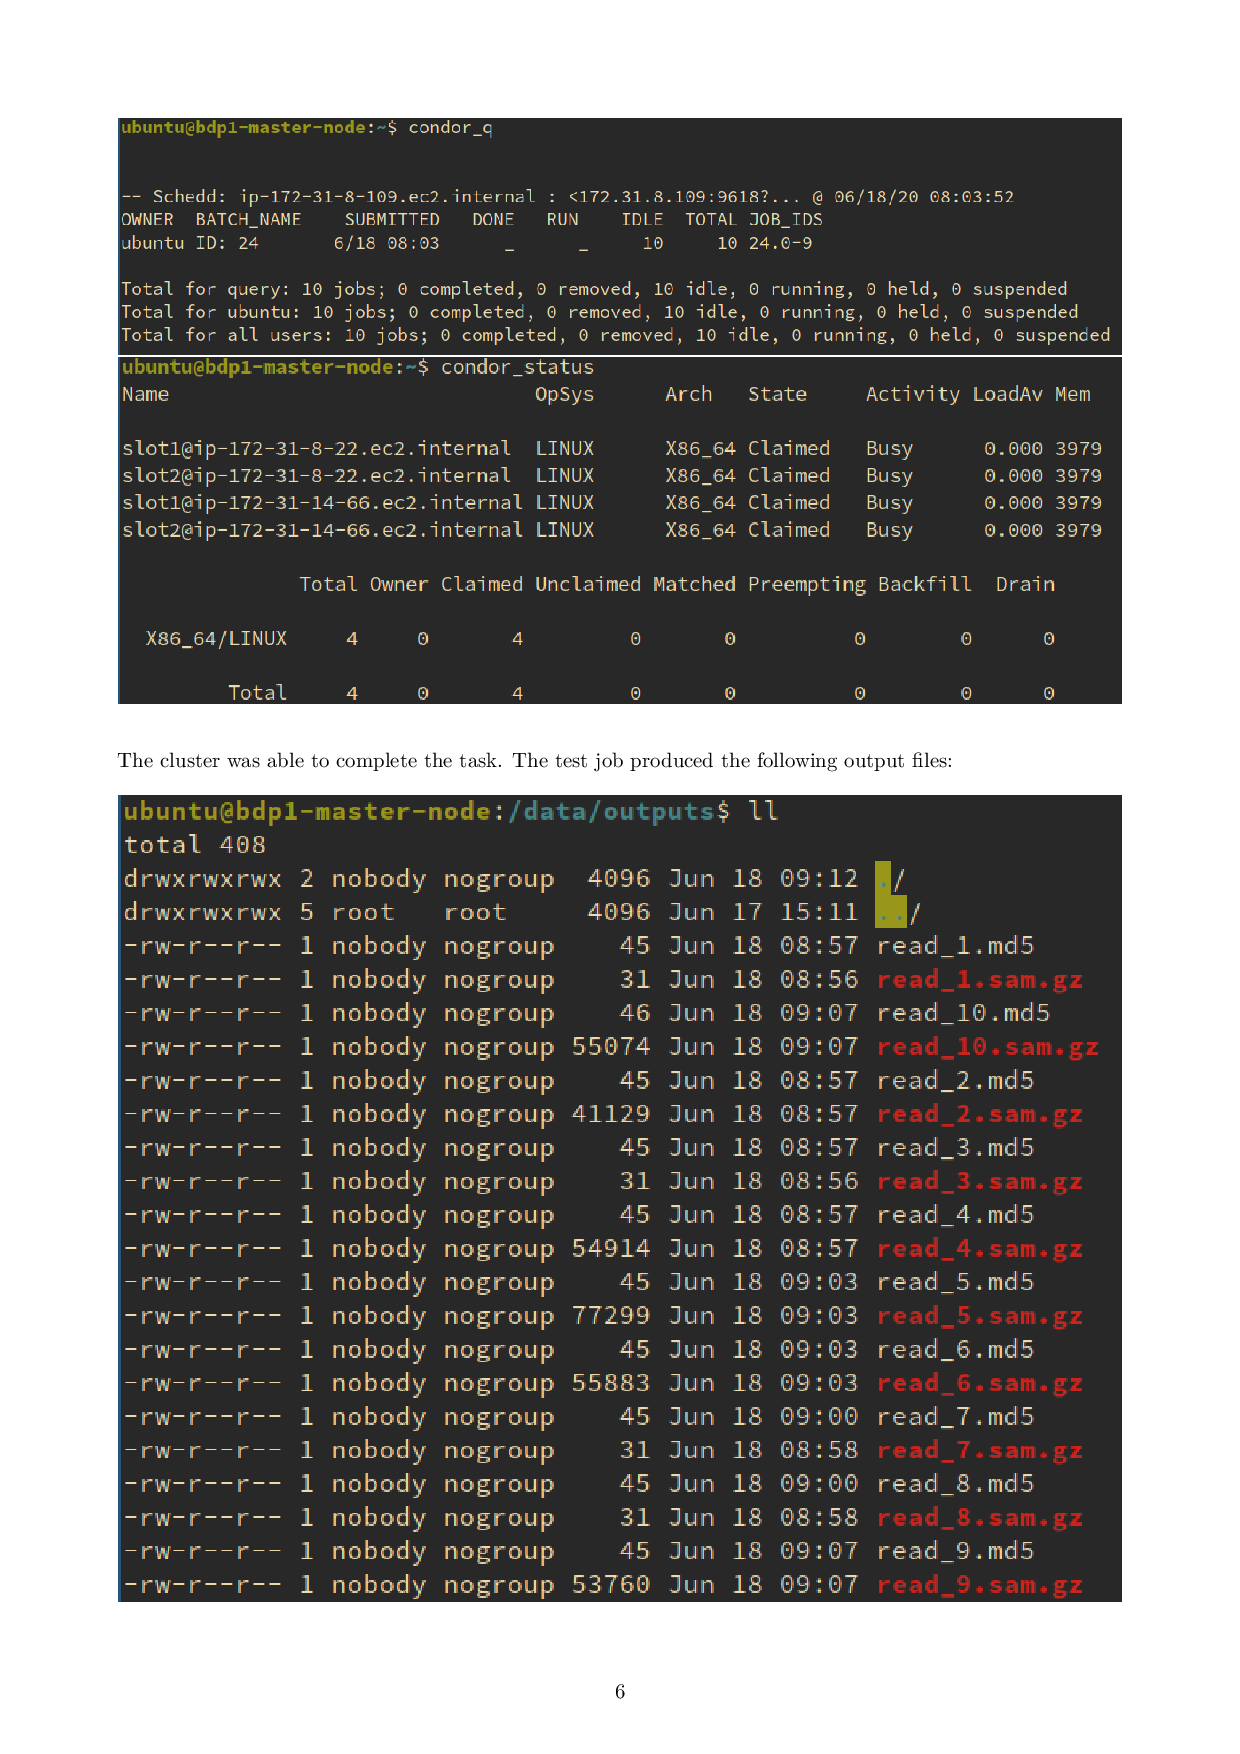 ubuntu@bdp1-master-node:~$ condor_q
-- Schedd: ip-172-31-8-109.ec2.internal : <172.31.8.109:9618?... @ 06/18/20 08:03:52
OWNER  BATCH_NAME    SUBMITTED   DONE   RUN    IDLE  TOTAL JOB_IDS
ubuntu ID: 24       6/18 08:03      _      _     10     10 24.0-9
Total for query: 10 jobs; 0 completed, 0 removed, 10 idle, 0 running, 0 held, 0 suspended
Total for ubuntu: 10 jobs; 0 completed, 0 removed, 10 idle, 0 running, 0 held, 0 suspended
Total for all users: 10 jobs; 0 completed, 0 removed, 10 idle, 0 running, 0 held, 0 suspended
ubuntu@bdp1-master-node:~$ condor_status
Name                               OpSys      Arch   State     Activity LoadAv Mem
slot1@ip-172-31-8-22.ec2.internal  LINUX      X86_64 Claimed   Busy      0.000 3979
slot2@ip-172-31-8-22.ec2.internal  LINUX      X86_64 Claimed   Busy      0.000 3979
slot1@ip-172-31-14-66.ec2.internal LINUX      X86_64 Claimed   Busy      0.000 3979
slot2@ip-172-31-14-66.ec2.internal LINUX      X86_64 Claimed   Busy      0.000 3979
Total Owner Claimed Unclaimed Matched Preempting Backfill  Drain
X86_64/LINUX     4     0       4         0       0          0        0      0
Total     4     0       4         0       0          0        0      0
The cluster was able to complete the task. The test job produced the following output files:
ubuntu@bdp1-master-node:/data/outputs$ ll
total 408
drwxrwxrwx 2 nobody nogroup  4096 Jun 18 09:12 ./
drwxrwxrwx 5 root   root     4096 Jun 17 15:11 ../
-rw-r--r-- 1 nobody nogroup    45 Jun 18 08:57 read_1.md5
-rw-r--r-- 1 nobody nogroup    31 Jun 18 08:56 read_1.sam.gz
-rw-r--r-- 1 nobody nogroup    46 Jun 18 09:07 read_10.md5
-rw-r--r-- 1 nobody nogroup 55074 Jun 18 09:07 read_10.sam.gz
-rw-r--r-- 1 nobody nogroup    45 Jun 18 08:57 read_2.md5
-rw-r--r-- 1 nobody nogroup 41129 Jun 18 08:57 read_2.sam.gz
-rw-r--r-- 1 nobody nogroup    45 Jun 18 08:57 read_3.md5
-rw-r--r-- 1 nobody nogroup    31 Jun 18 08:56 read_3.sam.gz
-rw-r--r-- 1 nobody nogroup    45 Jun 18 08:57 read_4.md5
-rw-r--r-- 1 nobody nogroup 54914 Jun 18 08:57 read_4.sam.gz
-rw-r--r-- 1 nobody nogroup    45 Jun 18 09:03 read_5.md5
-rw-r--r-- 1 nobody nogroup 77299 Jun 18 09:03 read_5.sam.gz
-rw-r--r-- 1 nobody nogroup    45 Jun 18 09:03 read_6.md5
-rw-r--r-- 1 nobody nogroup 55883 Jun 18 09:03 read_6.sam.gz
-rw-r--r-- 1 nobody nogroup    45 Jun 18 09:00 read_7.md5
-rw-r--r-- 1 nobody nogroup    31 Jun 18 08:58 read_7.sam.gz
-rw-r--r-- 1 nobody nogroup    45 Jun 18 09:00 read_8.md5
-rw-r--r-- 1 nobody nogroup    31 Jun 18 08:58 read_8.sam.gz
-rw-r--r-- 1 nobody nogroup    45 Jun 18 09:07 read_9.md5
-rw-r--r-- 1 nobody nogroup 53760 Jun 18 09:07 read_9.sam.gz
6